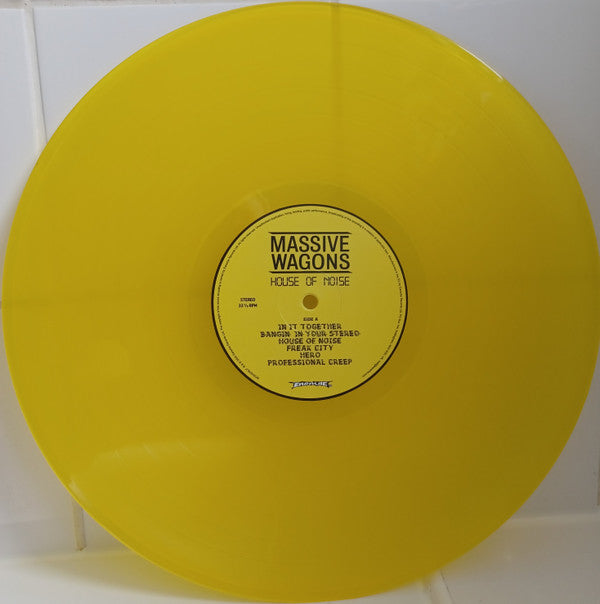 MASSIVE
WAGONS
HOUSE OF NOISE
STEREO
33 ⅓ RPM
SIDE A
IN IT TOGETHER
BANGIN IN YOUR STEREO
HOUSE OF NOISE
FREAK CITY
HERO
PROFESSIONAL CREEP
EARACHE